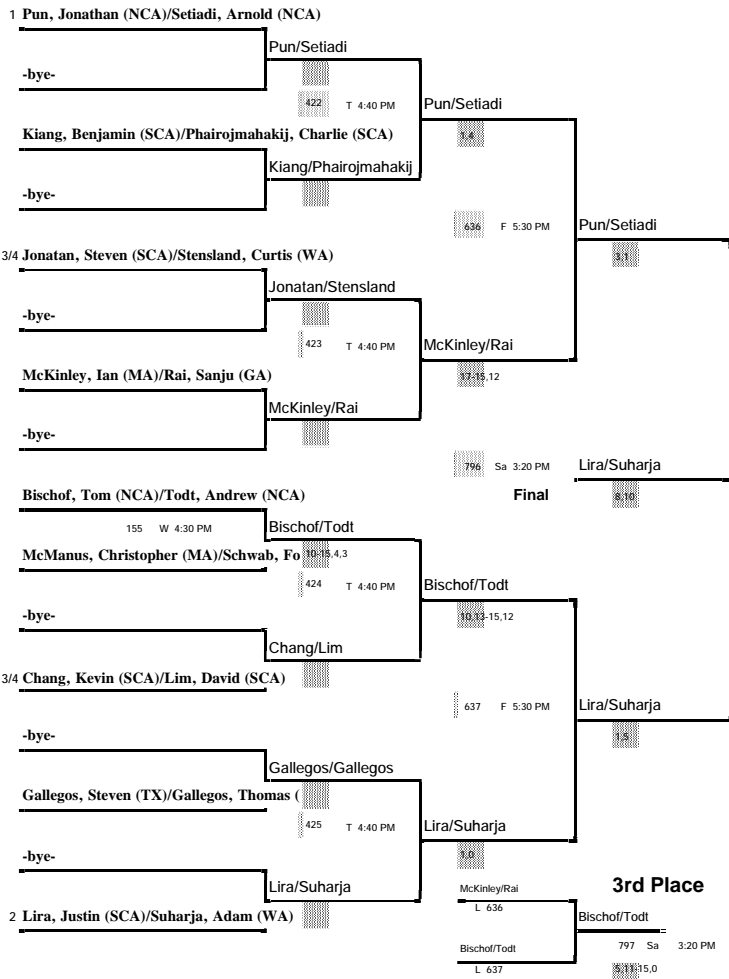 1 Pun, Jonathan (NCA)/Setiadi, Arnold (NCA)
Pun/Setiadi
-bye-
422 T 4:40 PM
Pun/Setiadi
1,4
Kiang, Benjamin (SCA)/Phairojmahakij, Charlie (SCA)
Kiang/Phairojmahakij
-bye-
636 F 5:30 PM
Pun/Setiadi
3,1
3/4 Jonatan, Steven (SCA)/Stensland, Curtis (WA)
Jonatan/Stensland
-bye-
423 T 4:40 PM
McKinley/Rai
17-15,12
McKinley, Ian (MA)/Rai, Sanju (GA)
McKinley/Rai
-bye-
796 Sa 3:20 PM
Lira/Suharja
Final
8,10
Bischof, Tom (NCA)/Todt, Andrew (NCA)
155 W 4:30 PM
Bischof/Todt
McManus, Christopher (MA)/Schwab, Fo
10-15,4,3
424 T 4:40 PM
Bischof/Todt
10,13-15,12
-bye-
Chang/Lim
3/4 Chang, Kevin (SCA)/Lim, David (SCA)
637 F 5:30 PM
Lira/Suharja
1,5
-bye-
Gallegos/Gallegos
Gallegos, Steven (TX)/Gallegos, Thomas (
425 T 4:40 PM
Lira/Suharja
1,0
-bye-
Lira/Suharja
2 Lira, Justin (SCA)/Suharja, Adam (WA)
3rd Place
McKinley/Rai
L 636
Bischof/Todt
797 Sa 3:20 PM
Bischof/Todt
L 637
5,11-15,0